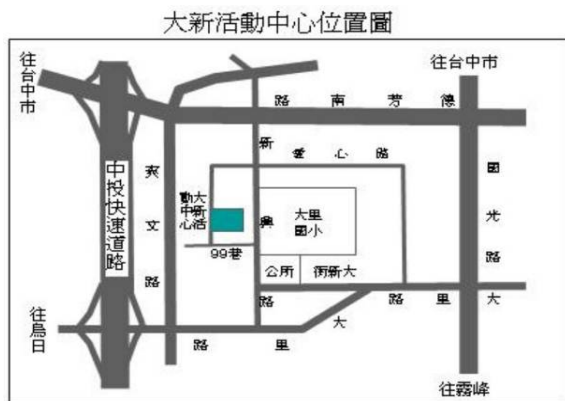 大新活動中心位置圖
往台中市
往台中市
德芳南路
新興路
愛心路
國光路
中投快速道路
爽文路
大新活動中心
大里國小
99巷
公所
大新街
大里路
大里路
往烏日
往霧峰